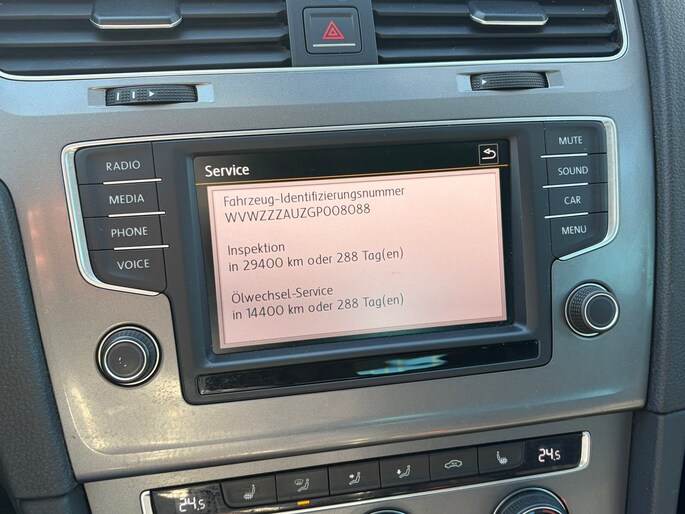 RADIO
MEDIA
PHONE
VOICE
Service
Fahrzeug-Identifizierungsnummer
WVWZZZAUZGP008088
Inspektion
in 29400 km oder 288 Tag(en)
Ölwechsel-Service
in 14400 km oder 288 Tag(en)
MUTE
SOUND
CAR
MENU
24.5
24.5